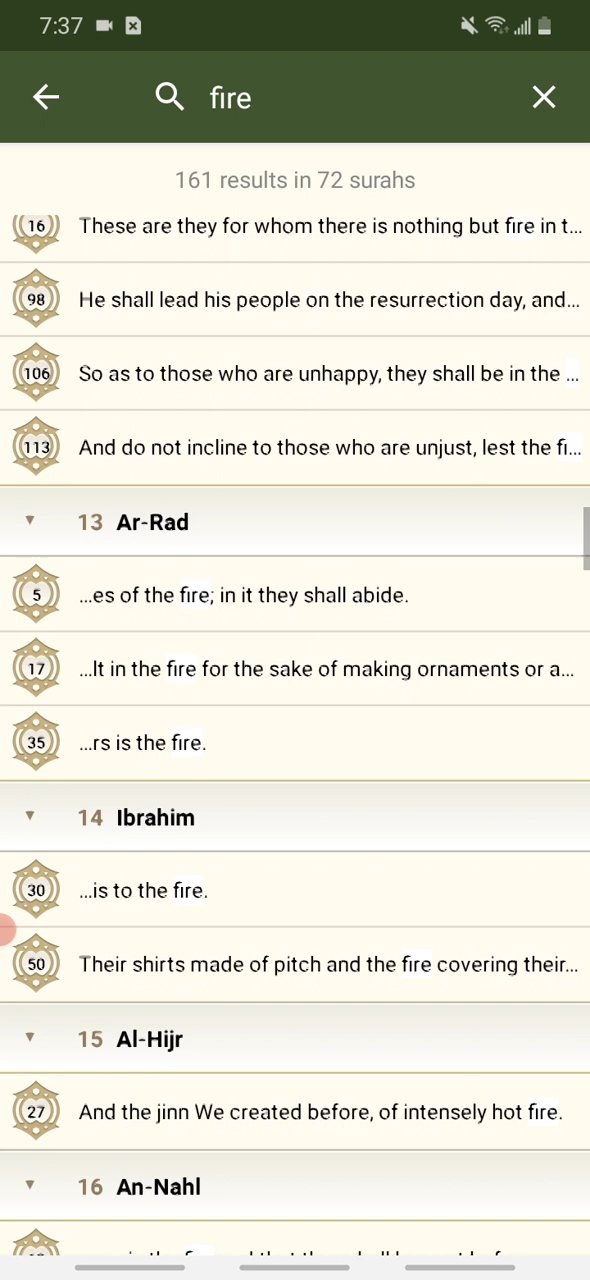 7:37
fire
161 results in 72 surahs
16 These are they for whom there is nothing but fire in t...
98 He shall lead his people on the resurrection day, and...
106 So as to those who are unhappy, they shall be in the ...
113 And do not incline to those who are unjust, lest the fi...
13 Ar-Rad
5 ...es of the fire; in it they shall abide.
17 ...lt in the fire for the sake of making ornaments or a...
35 ...rs is the fire.
14 Ibrahim
30 ...is to the fire.
50 Their shirts made of pitch and the fire covering their...
15 Al-Hijr
27 And the jinn We created before, of intensely hot fire.
16 An-Nahl